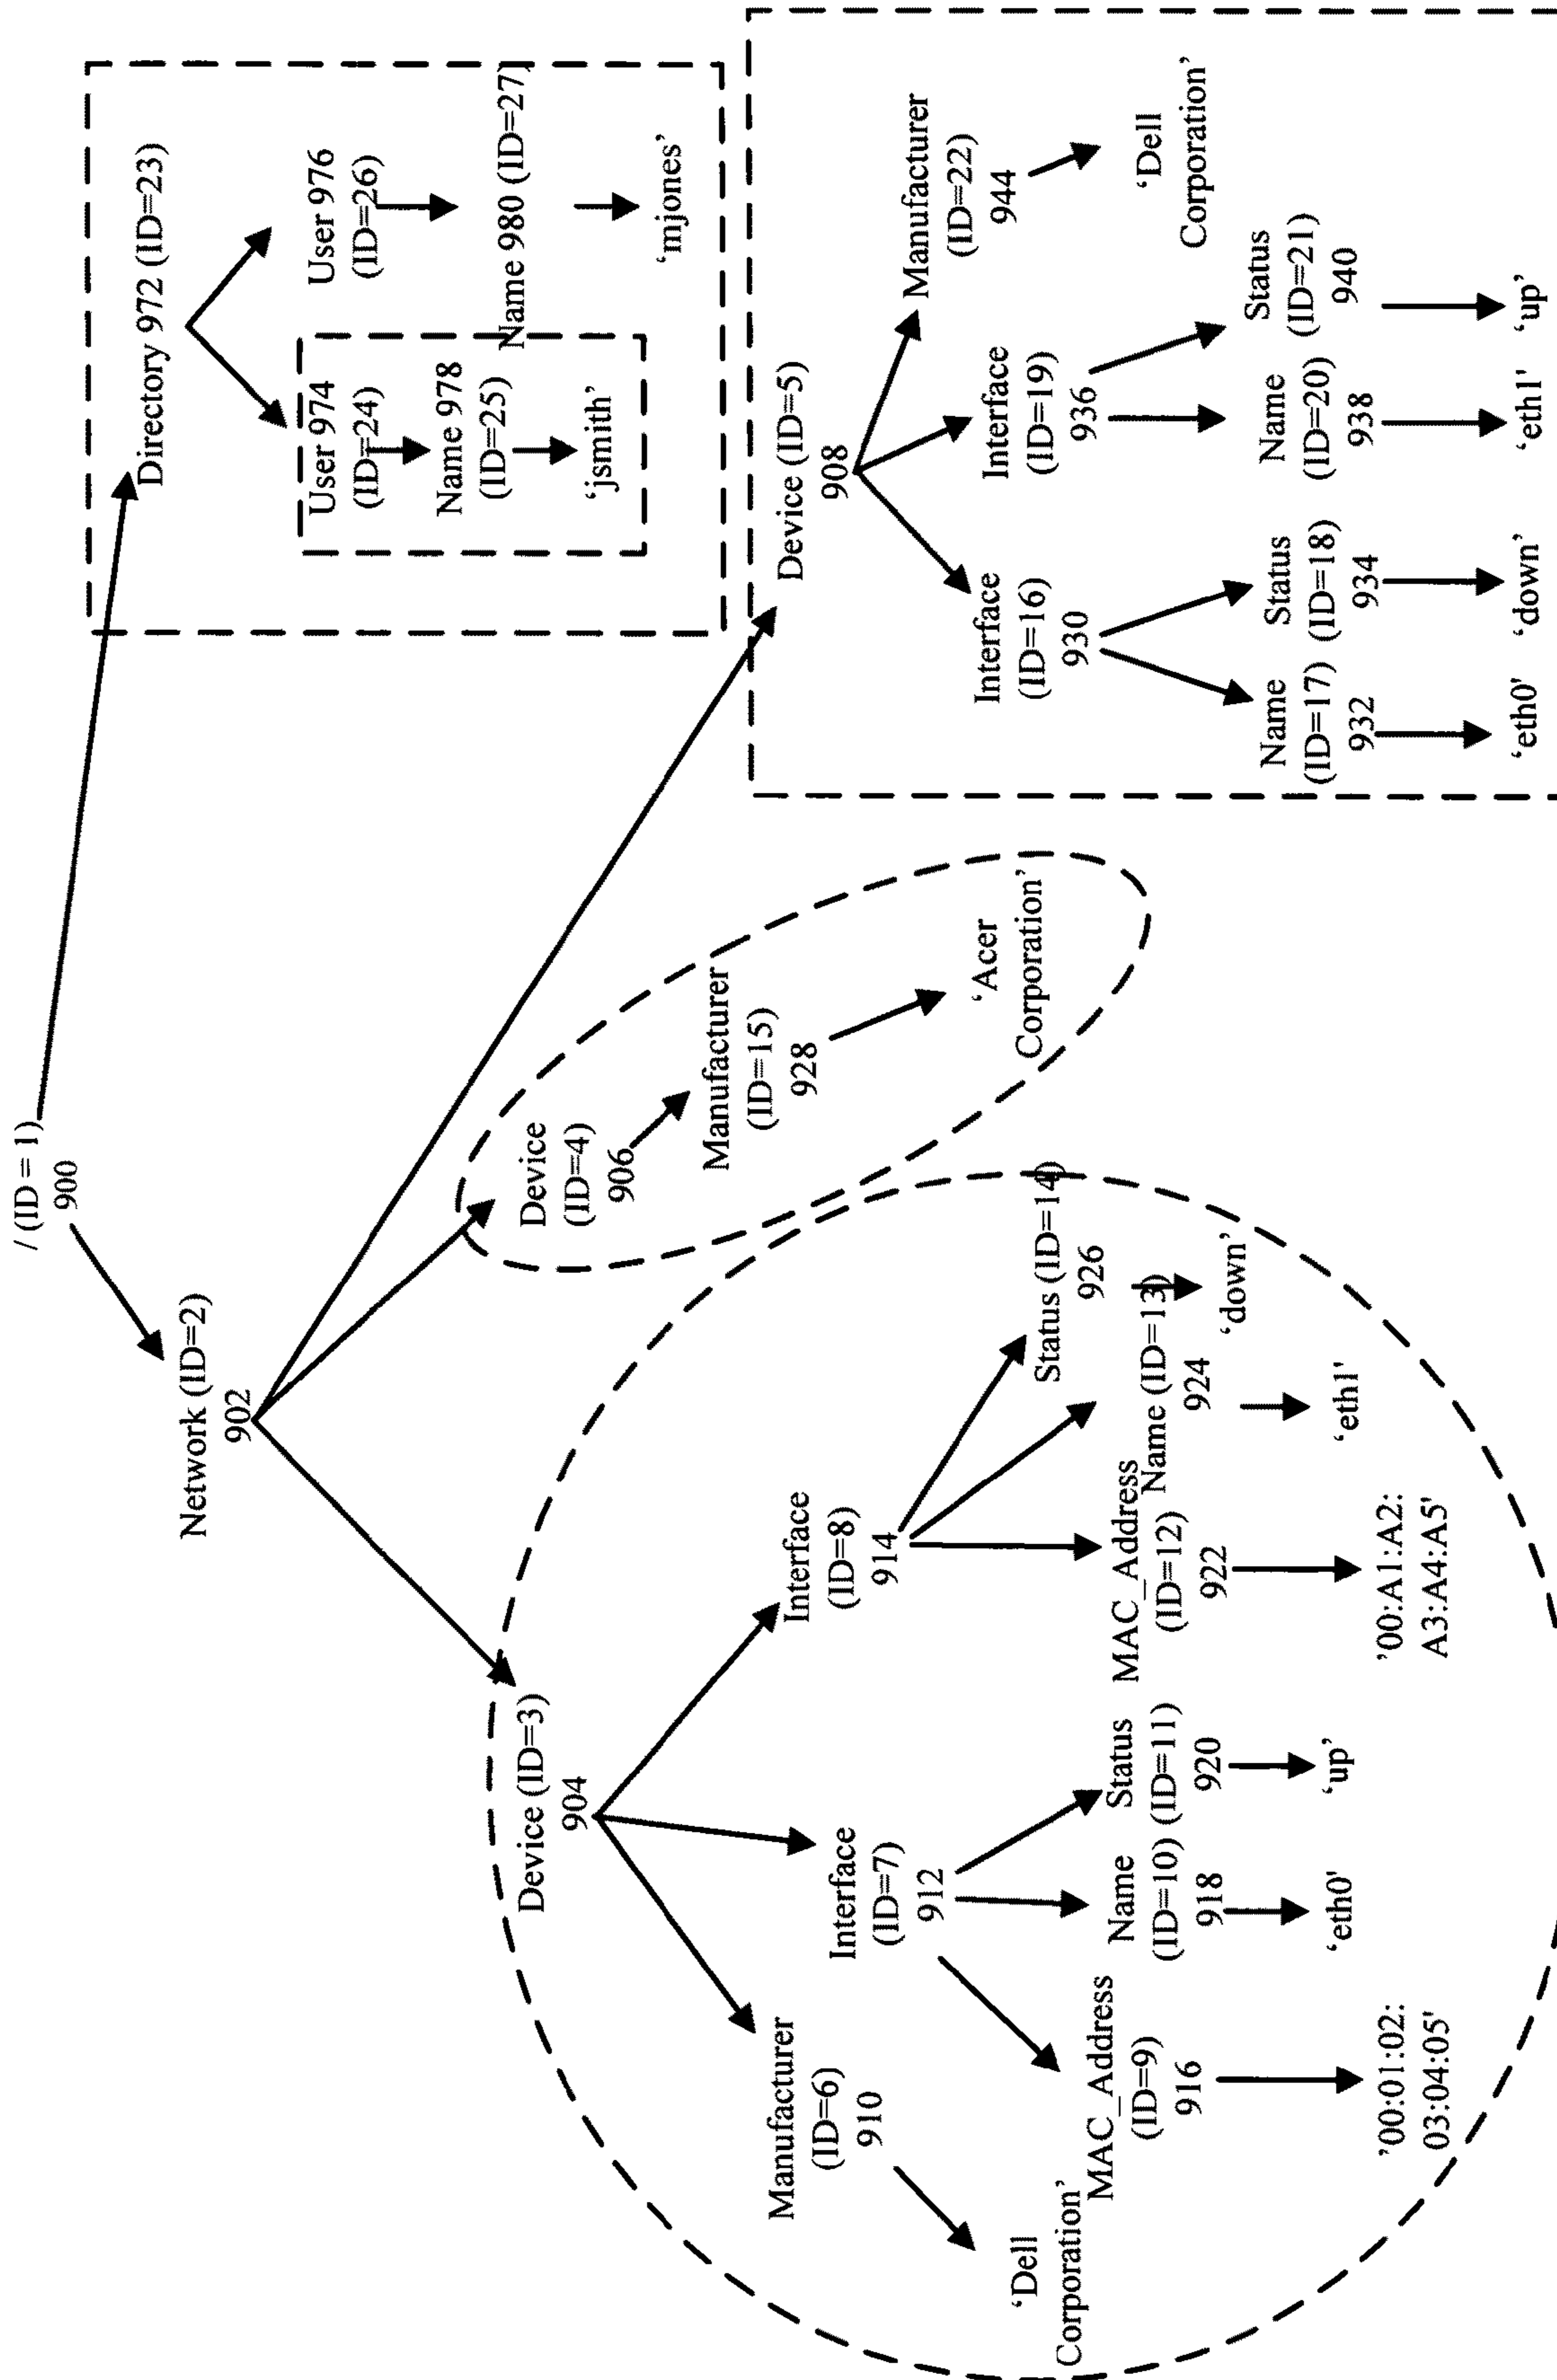 / (ID = 1)
900
Network (ID=2)
902
Directory 972 (ID=23)
User 974
(ID=24)
Name 978
(ID=25)
‘jsmith’
User 976
(ID=26)
Name 980 (ID=27)
‘mjones’
Device (ID=3)
904
Manufacturer
(ID=6)
910
‘Dell
Corporation’
Interface
(ID=7)
912
MAC_Address
(ID=9)
916
’00:01:02:
03:04:05'
Name
(ID=10)
918
‘eth0'
Status
(ID=11)
920
‘up’
Interface
(ID=8)
914
MAC_Address
(ID=12)
922
’00:A1:A2:
A3:A4:A5'
Name (ID=13)
924
‘eth1'
Status (ID=14)
926
‘down’
Device
(ID=4)
906
Manufacturer
(ID=15)
928
‘Acer
Corporation’
Device (ID=5)
908
Interface
(ID=16)
930
Name
(ID=17)
932
‘eth0'
Status
(ID=18)
934
‘down’
Interface
(ID=19)
936
Name
(ID=20)
938
‘eth1'
Status
(ID=21)
940
‘up’
Manufacturer
(ID=22)
944
‘Dell
Corporation’